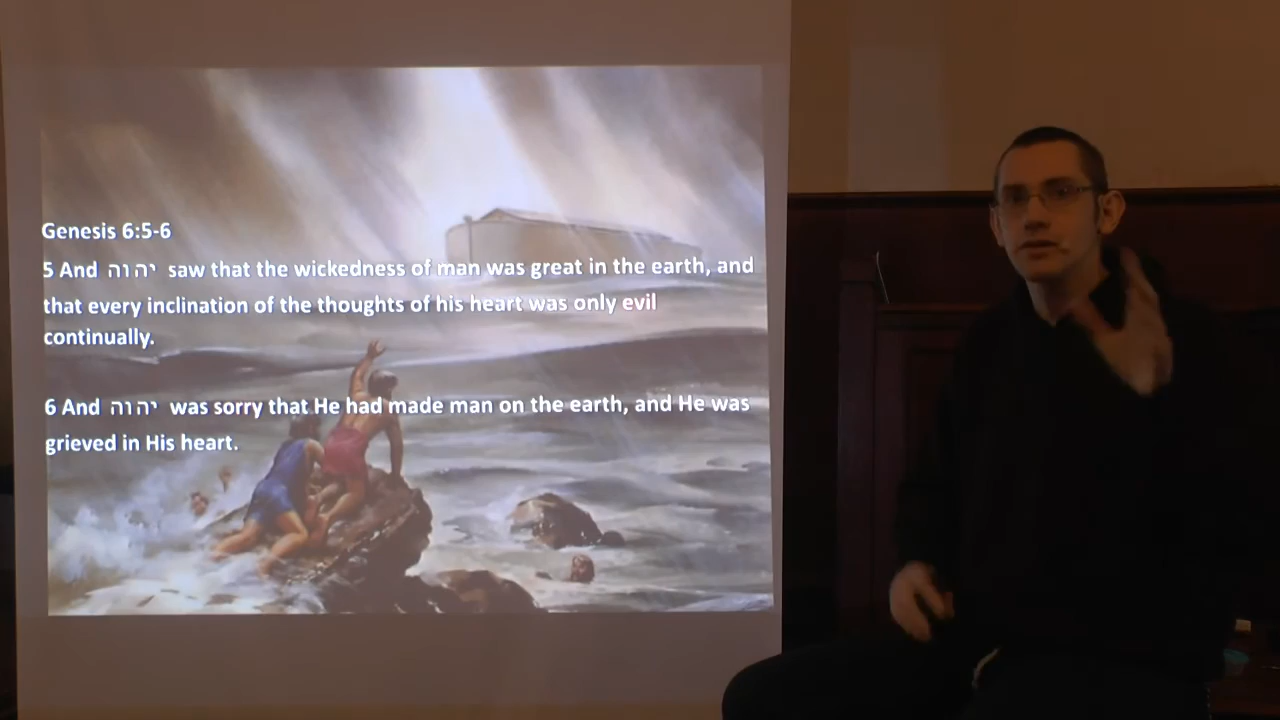 Genesis 6:5-6
5 And יהוה saw that the wickedness of man was great in the earth, and
that every inclination of the thoughts of his heart was only evil
continually.
6 And יהוה was sorry that He had made man on the earth, and He was
grieved in His heart.